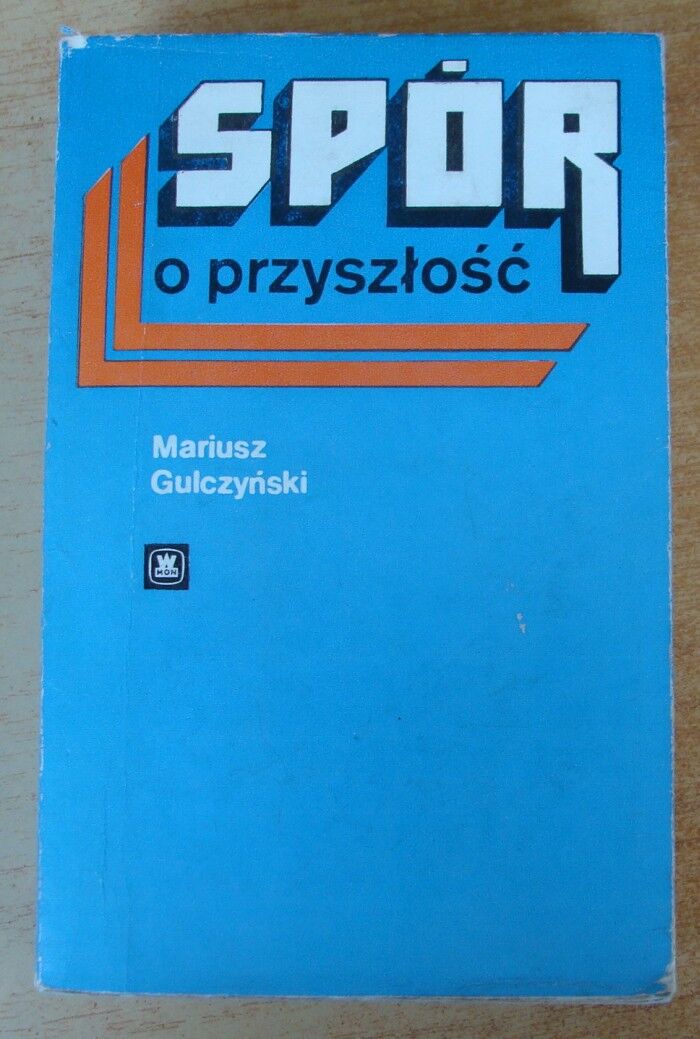 SPÓR
o przyszłość
Mariusz
Gulczyński
W
MON